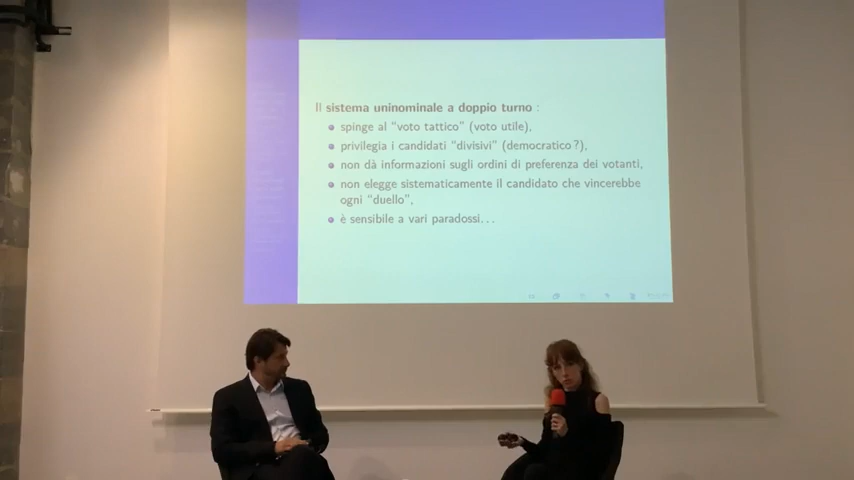 Il sistema uninominale a doppio turno :
spinge al “voto tattico” (voto utile),
privilegia i candidati “divisivi” (democratico ?),
non dà informazioni sugli ordini di preferenza dei votanti,
non elegge sistematicamente il candidato che vincerebbe
ogni “duello”,
è sensibile a vari paradossi...